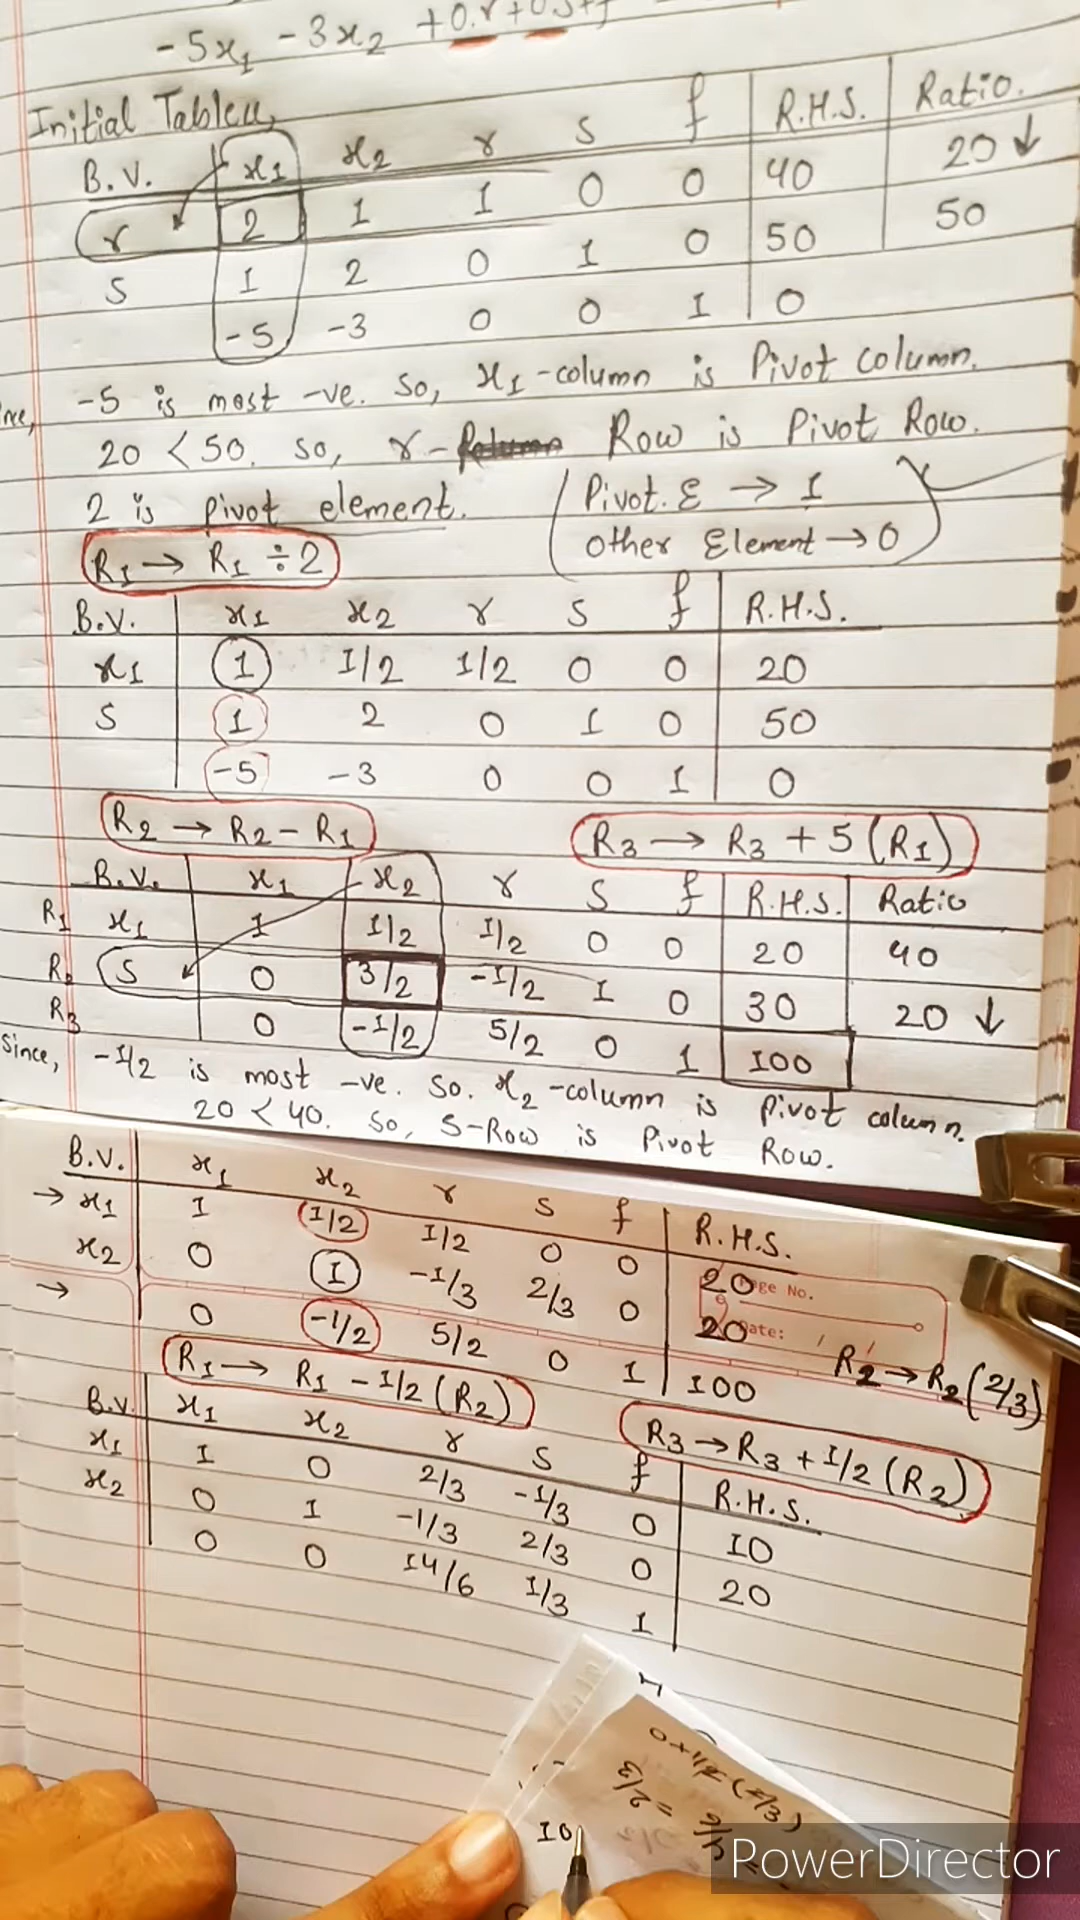 -5x₁ - 3x₂ +0.r+0.s+f
Initial Tableu,
B.V. x₁ x₂ r s f R.H.S. Ratio.
r 2 1 1 0 0 40 20 ↓
s 1 2 0 1 0 50 50
-5 -3 0 0 1 0
-5 is most -ve. So, x₁-column is Pivot column.
20 < 50. so, r- Row is Pivot Row.
2 is pivot element.
Pivot. E → 1
other Element → 0
R₁ → R₁ ÷ 2
B.V. x₁ x₂ r s f R.H.S.
x₁ 1 1/2 1/2 0 0 20
s 1 2 0 1 0 50
-5 -3 0 0 1 0
R₂ → R₂ - R₁ R₃ → R₃ + 5(R₁)
B.V. x₁ x₂ r s f R.H.S. Ratio
R₁ x₁ 1 1/2 1/2 0 0 20 40
R₂ s 0 3/2 -1/2 1 0 30 20 ↓
R₃ 0 -1/2 5/2 0 1 100
Since, -1/2 is most -ve. So. x₂-column is pivot column.
20 < 40. So, S-Row is Pivot Row.
B.V. x₁ x₂ r s f R.H.S.
→ x₁ 1 1/2 1/2 0 0 20
x₂ 0 1 -1/3 2/3 0 20
→ 0 -1/2 5/2 0 1 100
ge No.
ate:
R₂ → R₂(2/3)
R₁ → R₁ - 1/2(R₂) R₃ → R₃ + 1/2(R₂)
B.V. x₁ x₂ r s f R.H.S.
x₁ 1 0 2/3 -1/3 0 10
x₂ 0 1 -1/3 2/3 0 20
0 0 14/6 1/3 1
= 2/3
10
PowerDirector